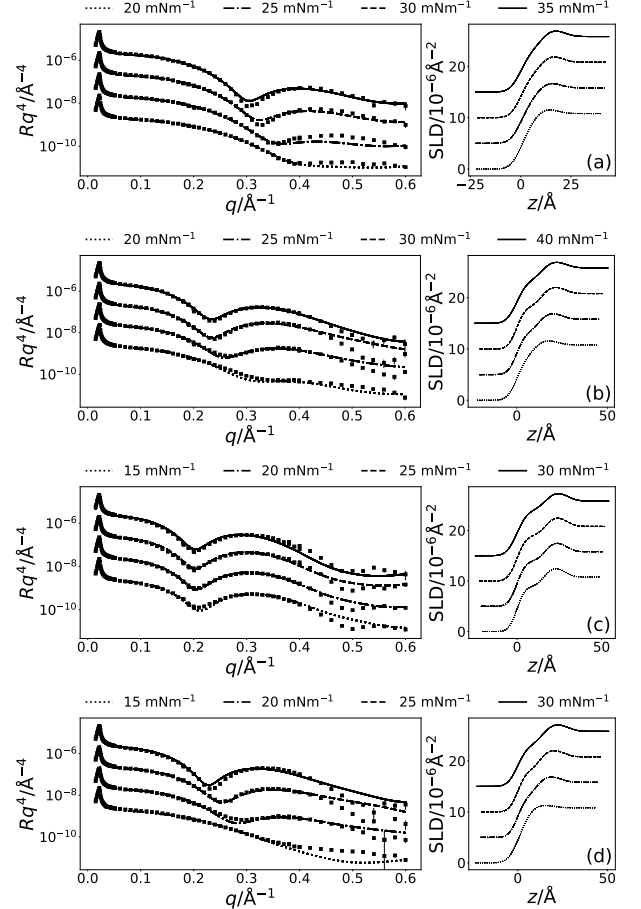 20 mNm⁻¹ 25 mNm⁻¹ 30 mNm⁻¹ 35 mNm⁻¹
Rq⁴/Å⁻⁴
10⁻⁶
10⁻⁸
10⁻¹⁰
0.0 0.1 0.2 0.3 0.4 0.5 0.6
q/Å⁻¹
SLD/10⁻⁶Å⁻²
20
10
0
−25 0 25
z/Å
(a)
20 mNm⁻¹ 25 mNm⁻¹ 30 mNm⁻¹ 40 mNm⁻¹
Rq⁴/Å⁻⁴
10⁻⁶
10⁻⁸
10⁻¹⁰
0.0 0.1 0.2 0.3 0.4 0.5 0.6
q/Å⁻¹
SLD/10⁻⁶Å⁻²
20
10
0
0 50
z/Å
(b)
15 mNm⁻¹ 20 mNm⁻¹ 25 mNm⁻¹ 30 mNm⁻¹
Rq⁴/Å⁻⁴
10⁻⁶
10⁻⁸
10⁻¹⁰
0.0 0.1 0.2 0.3 0.4 0.5 0.6
q/Å⁻¹
SLD/10⁻⁶Å⁻²
20
10
0
0 50
z/Å
(c)
15 mNm⁻¹ 20 mNm⁻¹ 25 mNm⁻¹ 30 mNm⁻¹
Rq⁴/Å⁻⁴
10⁻⁶
10⁻⁸
10⁻¹⁰
0.0 0.1 0.2 0.3 0.4 0.5 0.6
q/Å⁻¹
SLD/10⁻⁶Å⁻²
20
10
0
0 50
z/Å
(d)